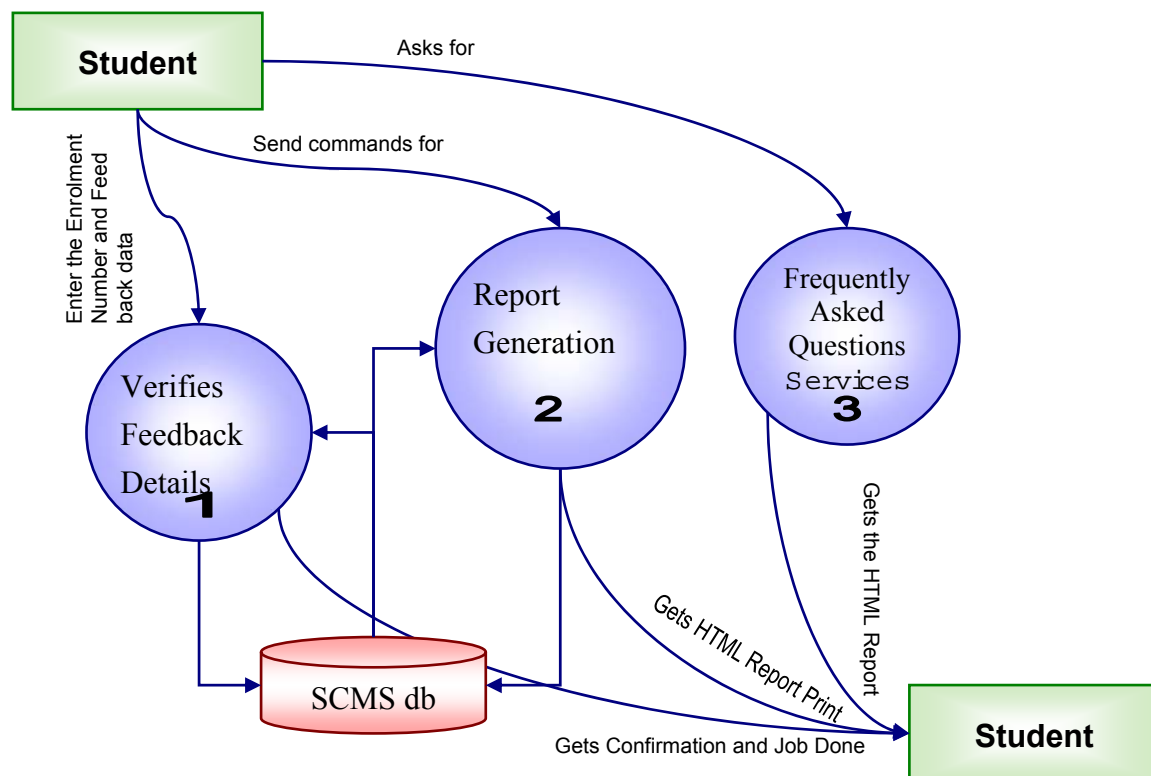 Student
Asks for
Send commands for
Enter the Enrolment
Number and Feed
back data
Verifies
Feedback
Details
1
Report
Generation
2
Frequently
Asked
Questions
Services
3
SCMS db
Gets the HTML Report
Gets HTML Report Print
Gets Confirmation and Job Done
Student